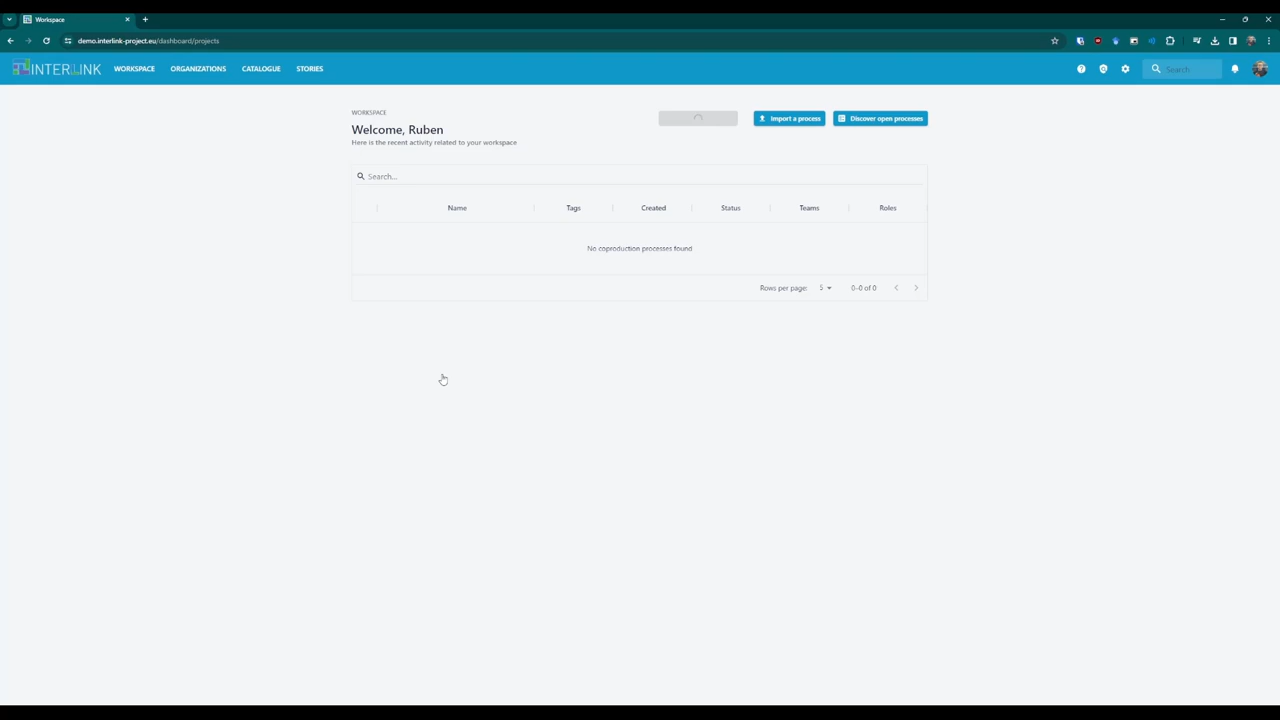 Workspace
demo.interlink-project.eu/dashboard/projects
INTERLINK WORKSPACE ORGANIZATIONS CATALOGUE STORIES Search
WORKSPACE
Welcome, Ruben
Here is the recent activity related to your workspace
Import a process
Discover open processes
Search...
Name Tags Created Status Teams Roles
No coproduction processes found
Rows per page: 5 0-0 of 0